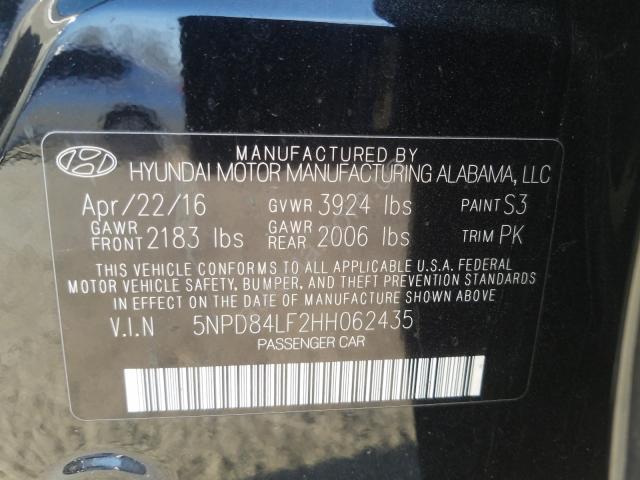 MANUFACTURED BY
HYUNDAI MOTOR MANUFACTURING ALABAMA, LLC
Apr/22/16 GVWR 3924 lbs PAINT S3
GAWR FRONT 2183 lbs GAWR REAR 2006 lbs TRIM PK
THIS VEHICLE CONFORMS TO ALL APPLICABLE U.S.A. FEDERAL
MOTOR VEHICLE SAFETY, BUMPER, AND THEFT PREVENTION STANDARDS
IN EFFECT ON THE DATE OF MANUFACTURE SHOWN ABOVE
V.I.N 5NPD84LF2HH062435
PASSENGER CAR